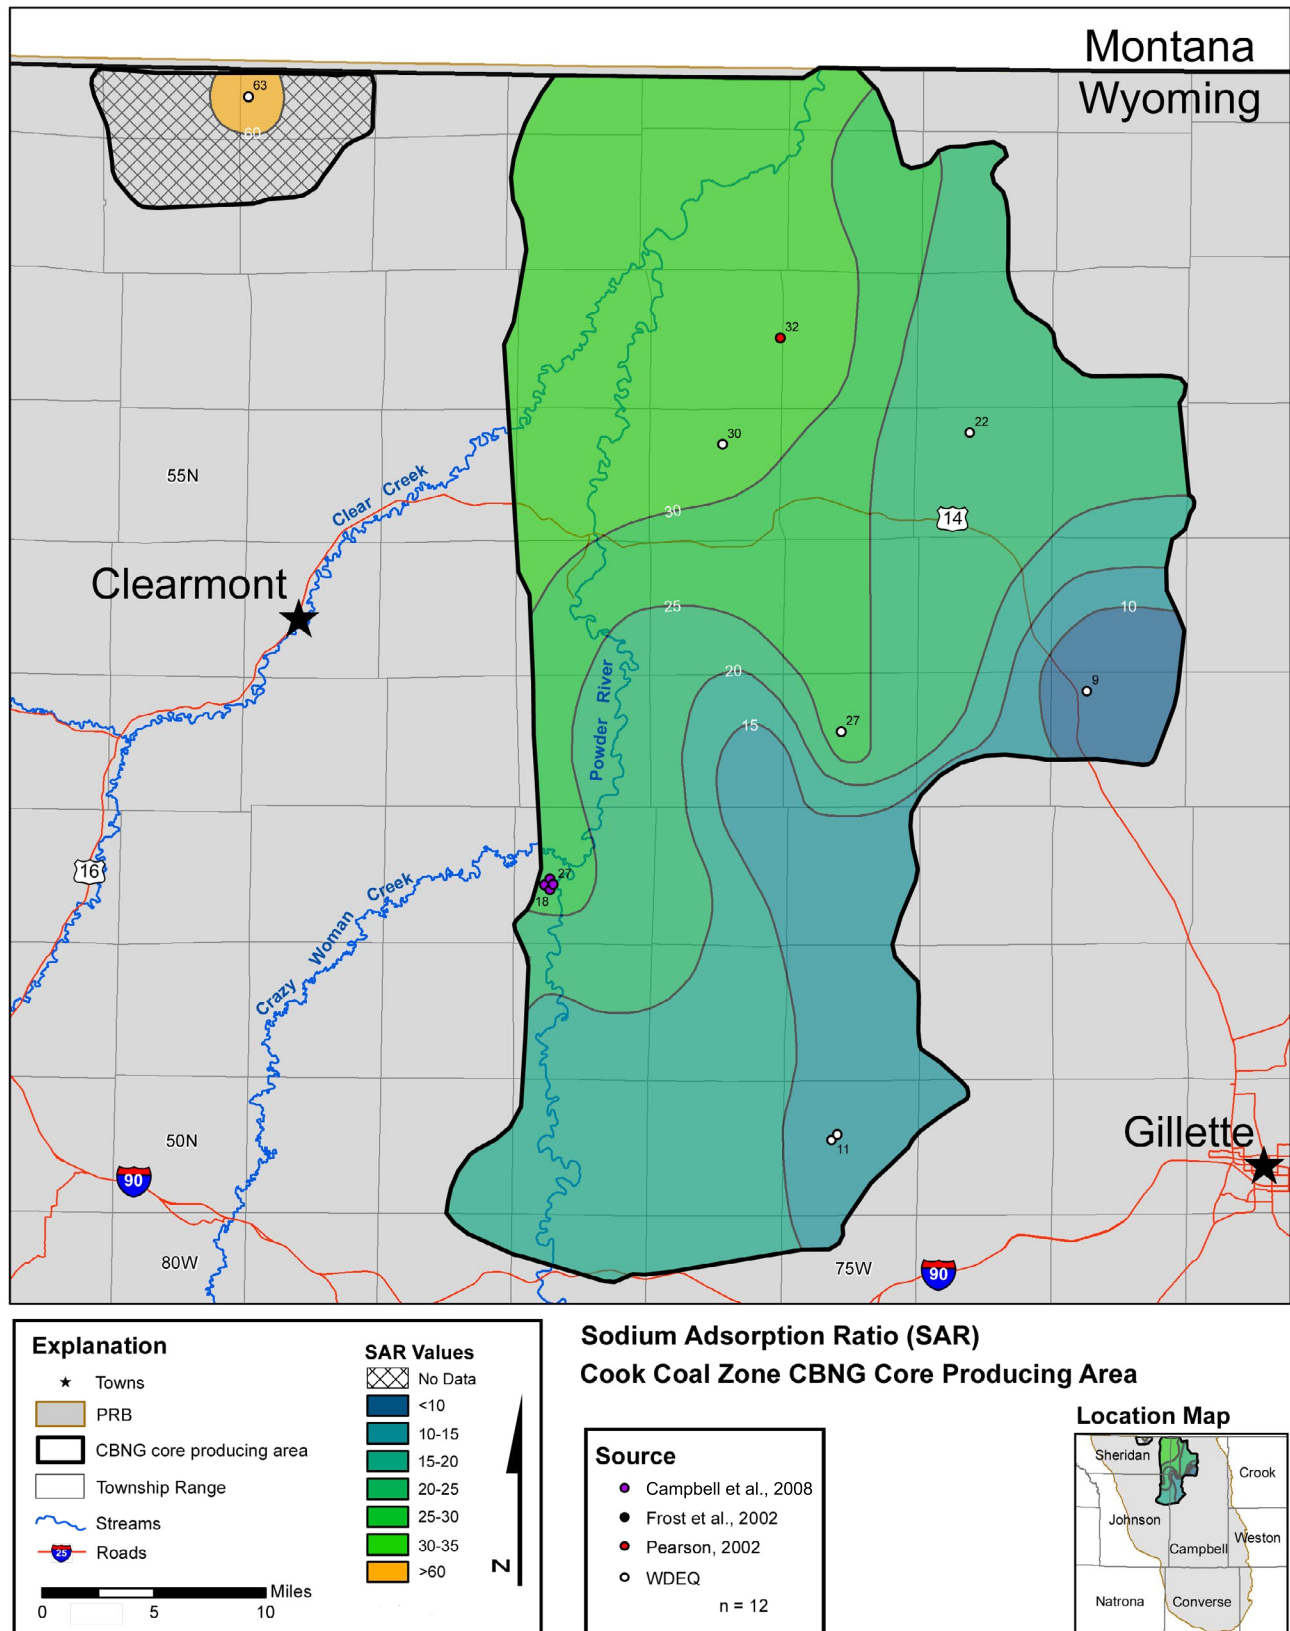 Montana
Wyoming
63
60
32
30
22
55N
Clear Creek
30
14
Clearmont
25
10
20
9
Powder River
15
27
16
27
18
Crazy Woman Creek
Gillette
50N
11
90
80W
75W
90
Explanation
Towns
PRB
CBNG core producing area
Township Range
Streams
25
Roads
Miles
0 5 10
SAR Values
No Data
<10
10-15
15-20
20-25
25-30
30-35
>60
N
Sodium Adsorption Ratio (SAR)
Cook Coal Zone CBNG Core Producing Area
Source
Campbell et al., 2008
Frost et al., 2002
Pearson, 2002
WDEQ
n = 12
Location Map
Sheridan
Crook
Johnson
Weston
Campbell
Natrona
Converse